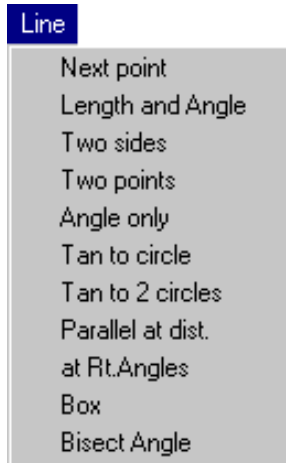 Line
Next point
Length and Angle
Two sides
Two points
Angle only
Tan to circle
Tan to 2 circles
Parallel at dist.
at Rt.Angles
Box
Bisect Angle